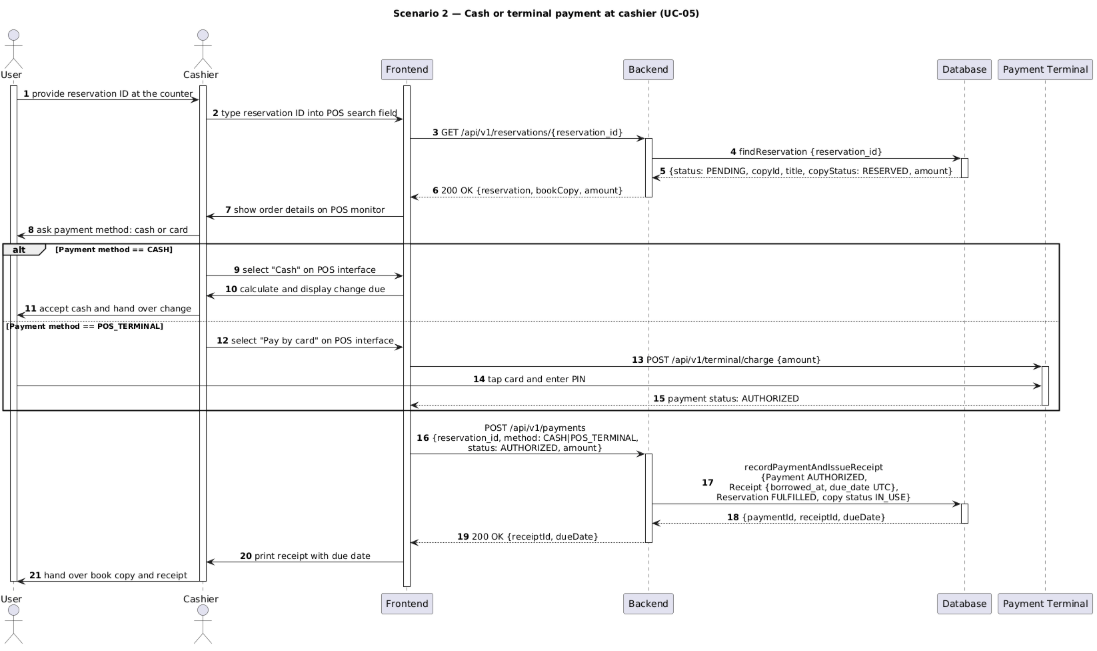 Scenario 2 — Cash or terminal payment at cashier (UC-05)
User
Cashier
Frontend
Backend
Database
Payment Terminal
1 provide reservation ID at the counter
2 type reservation ID into POS search field
3 GET /api/v1/reservations/{reservation_id}
4 findReservation {reservation_id}
5 {status: PENDING, copyId, title, copyStatus: RESERVED, amount}
6 200 OK {reservation, bookCopy, amount}
7 show order details on POS monitor
8 ask payment method: cash or card
alt [Payment method == CASH]
9 select "Cash" on POS interface
10 calculate and display change due
11 accept cash and hand over change
[Payment method == POS_TERMINAL]
12 select "Pay by card" on POS interface
13 POST /api/v1/terminal/charge {amount}
14 tap card and enter PIN
15 payment status: AUTHORIZED
POST /api/v1/payments
16 {reservation_id, method: CASH|POS_TERMINAL,
status: AUTHORIZED, amount}
recordPaymentAndIssueReceipt
17 {Payment AUTHORIZED,
Receipt {borrowed_at, due_date UTC},
Reservation FULFILLED, copy status IN_USE}
18 {paymentId, receiptId, dueDate}
19 200 OK {receiptId, dueDate}
20 print receipt with due date
21 hand over book copy and receipt
User
Cashier
Frontend
Backend
Database
Payment Terminal